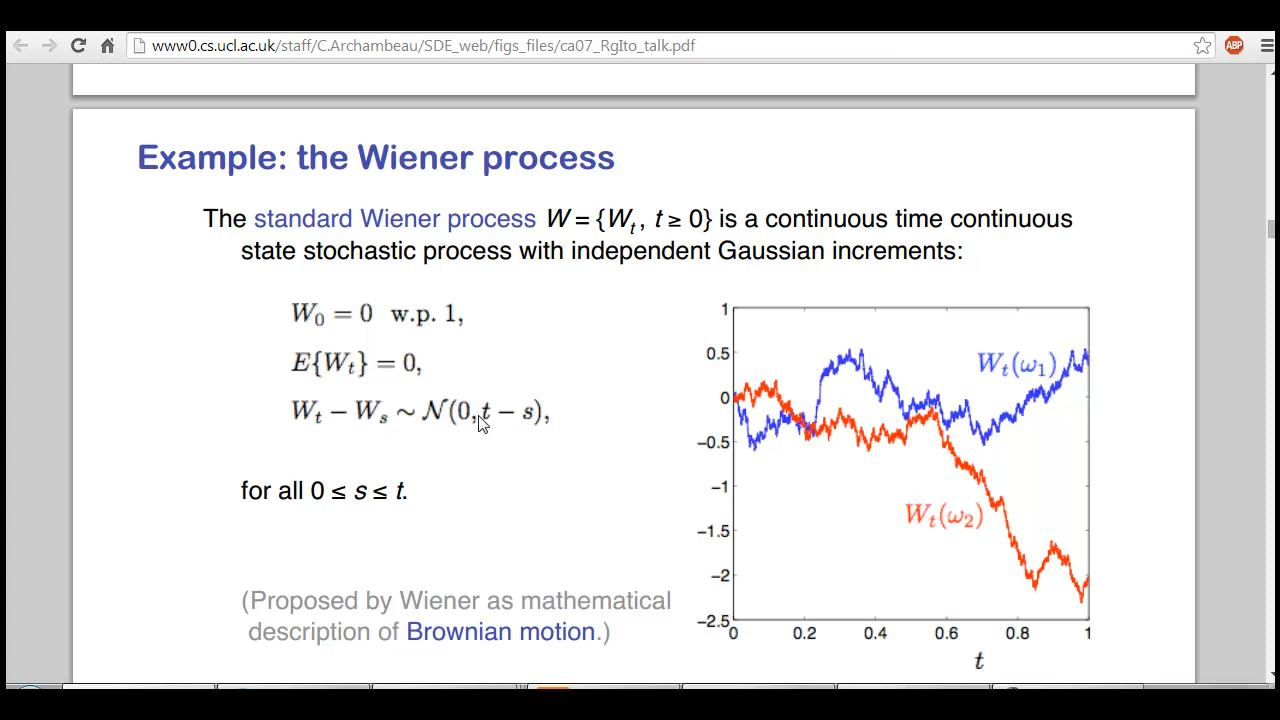 www0.cs.ucl.ac.uk/staff/C.Archambeau/SDE_web/figs_files/ca07_RgIto_talk.pdf
ABP
Example: the Wiener process
The standard Wiener process W = {Wₜ, t ≥ 0} is a continuous time continuous
state stochastic process with independent Gaussian increments:
W₀ = 0 w.p. 1,
E{Wₜ} = 0,
Wₜ − Wₛ ~ 𝒩(0, t − s),
for all 0 ≤ s ≤ t.
(Proposed by Wiener as mathematical
description of Brownian motion.)
1
0.5
0
−0.5
−1
−1.5
−2
−2.5
Wₜ(ω₁)
Wₜ(ω₂)
0 0.2 0.4 0.6 0.8 1
t